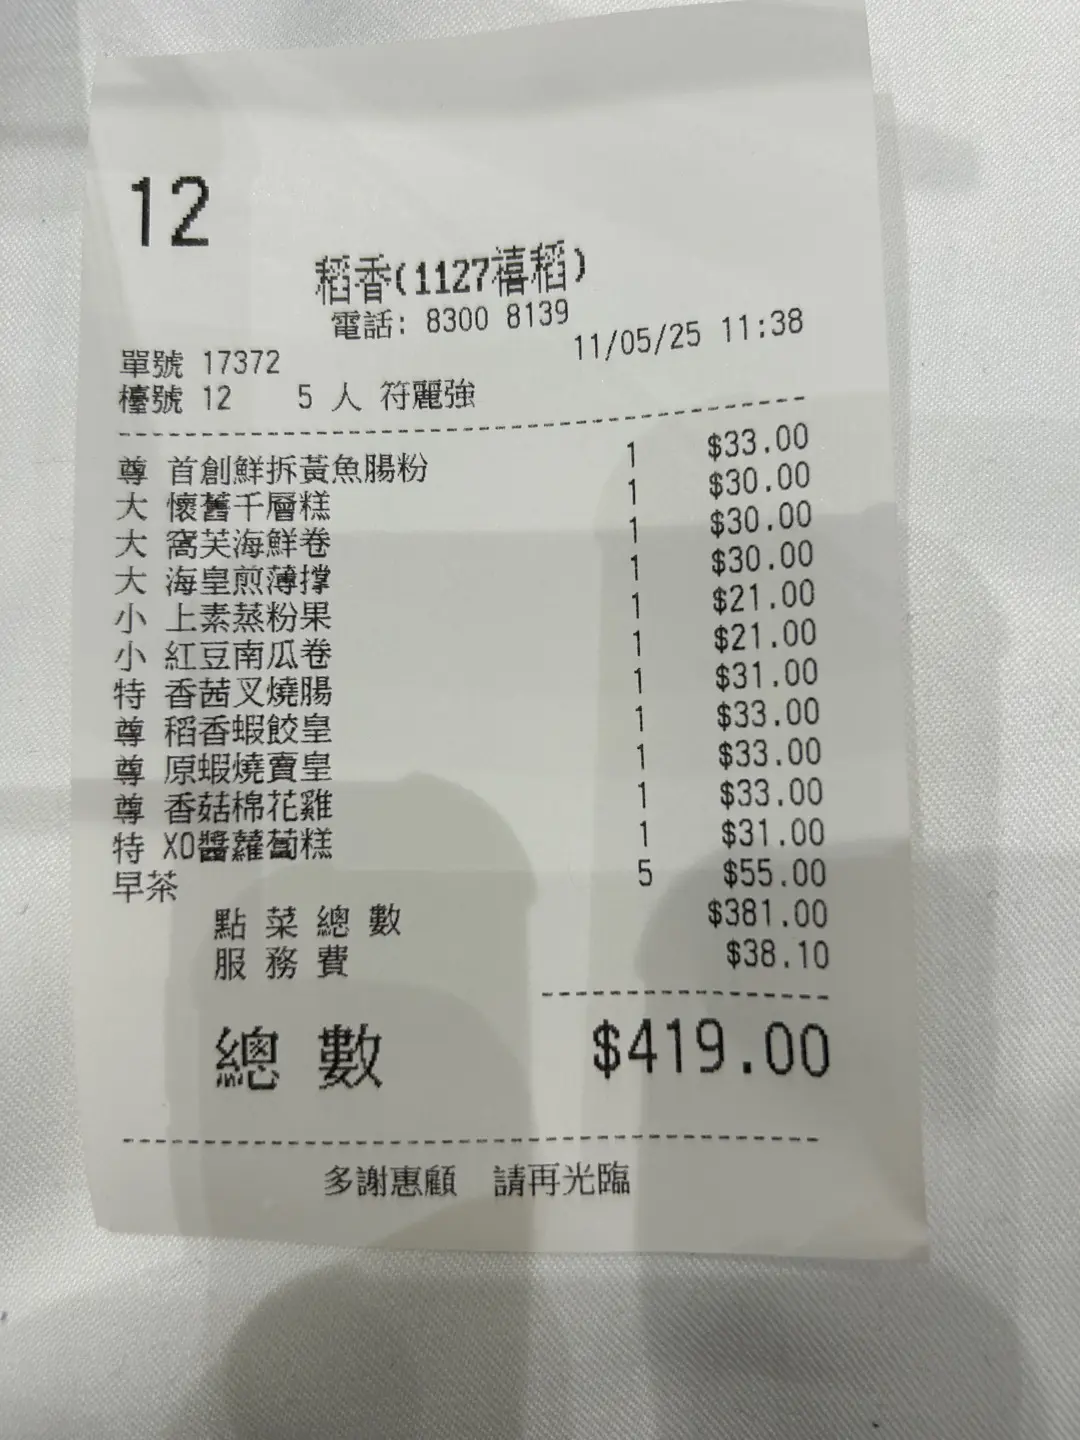 12
稻香(1127禧稻)
電話: 8300 8139
11/05/25 11:38
單號 17372
檯號 12 5 人 符麗強
尊 首創鮮拆黃魚腸粉 1 $33.00
大 懷舊千層糕 1 $30.00
大 窩芙海鮮卷 1 $30.00
大 海皇煎薄撑 1 $30.00
小 上素蒸粉果 1 $21.00
小 紅豆南瓜卷 1 $21.00
特 香茜叉燒腸 1 $31.00
尊 稻香蝦餃皇 1 $33.00
尊 原蝦燒賣皇 1 $33.00
尊 香菇棉花雞 1 $33.00
特 XO醬蘿蔔糕 1 $31.00
早茶 5 $55.00
點菜總數 $381.00
服務費 $38.10
總數 $419.00
多謝惠顧 請再光臨